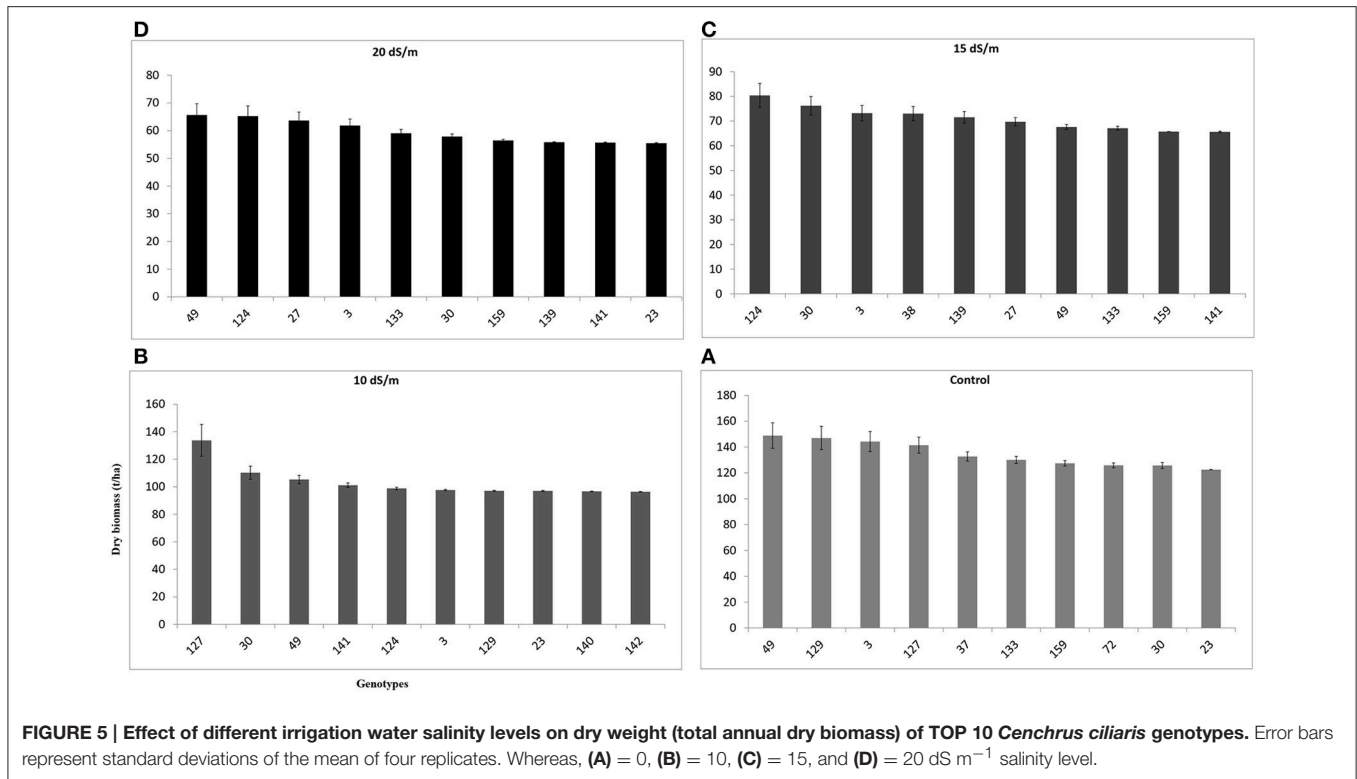 D
20 dS/m
80
70
60
50
40
30
20
10
0
49 124 27 3 133 30 159 139 141 23
C
15 dS/m
90
80
70
60
50
40
30
20
10
0
124 30 3 38 139 27 49 133 159 141
B
10 dS/m
Dry biomass (t/ha)
160
140
120
100
80
60
40
20
0
127 30 49 141 124 3 129 23 140 142
Genotypes
A
Control
180
160
140
120
100
80
60
40
20
0
49 129 3 127 37 133 159 72 30 23
FIGURE 5 | Effect of different irrigation water salinity levels on dry weight (total annual dry biomass) of TOP 10 Cenchrus ciliaris genotypes. Error bars
represent standard deviations of the mean of four replicates. Whereas, (A) = 0, (B) = 10, (C) = 15, and (D) = 20 dS m−1 salinity level.